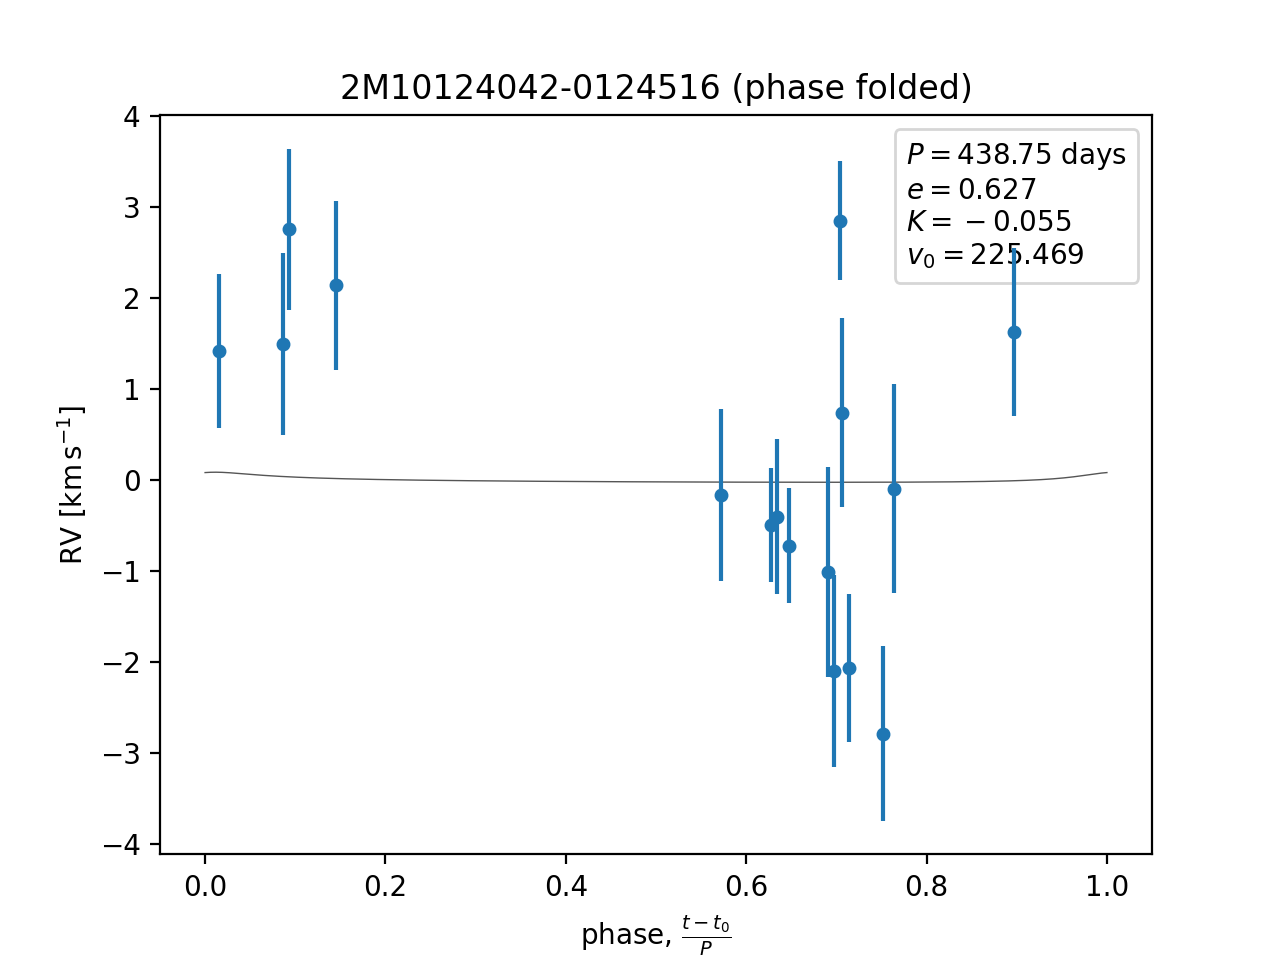 2M10124042-0124516 (phase folded)
P = 438.75 days
e = 0.627
K = −0.055
v₀ = 225.469
RV [km s⁻¹]
4
3
2
1
0
−1
−2
−3
−4
0.0 0.2 0.4 0.6 0.8 1.0
phase, (t − t₀)/P